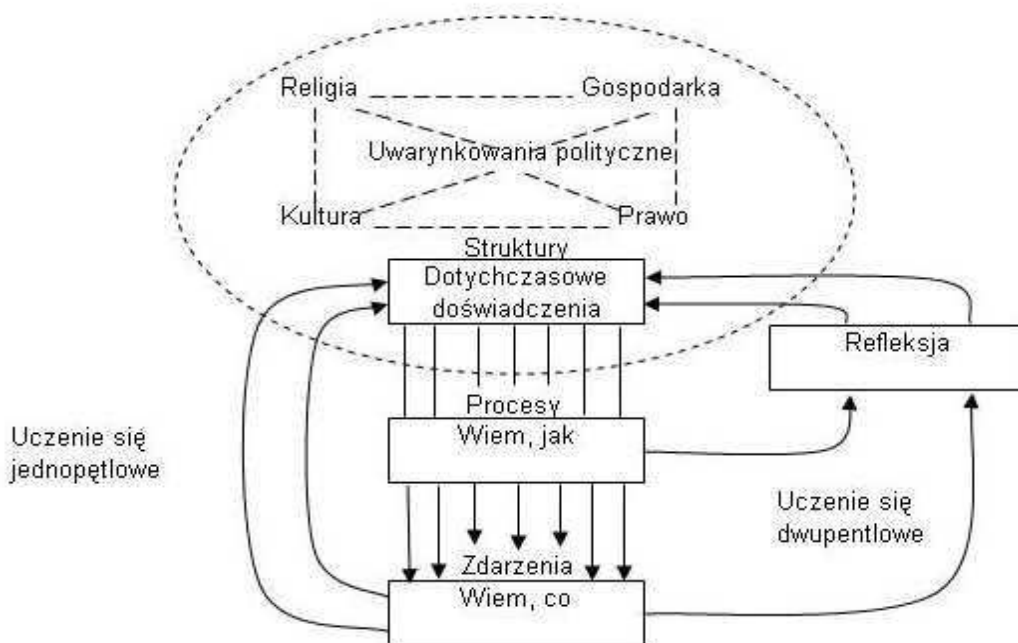 Religia
Gospodarka
Uwarynkowania polityczne
Kultura
Prawo
Struktury
Dotychczasowe
doświadczenia
Refleksja
Procesy
Wiem, jak
Uczenie się
jednopętlowe
Uczenie się
dwupentlowe
Zdarzenia
Wiem, co